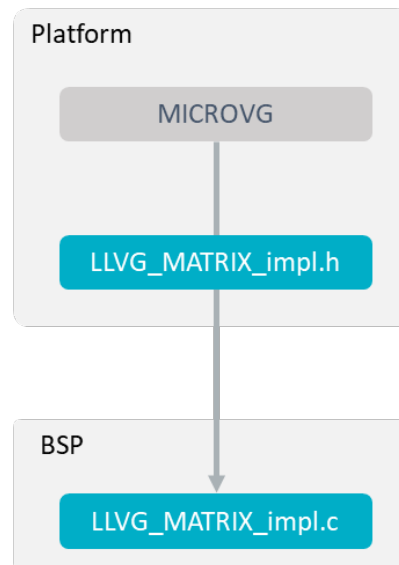 Platform
MICROVG
LLVG_MATRIX_impl.h
BSP
LLVG_MATRIX_impl.c